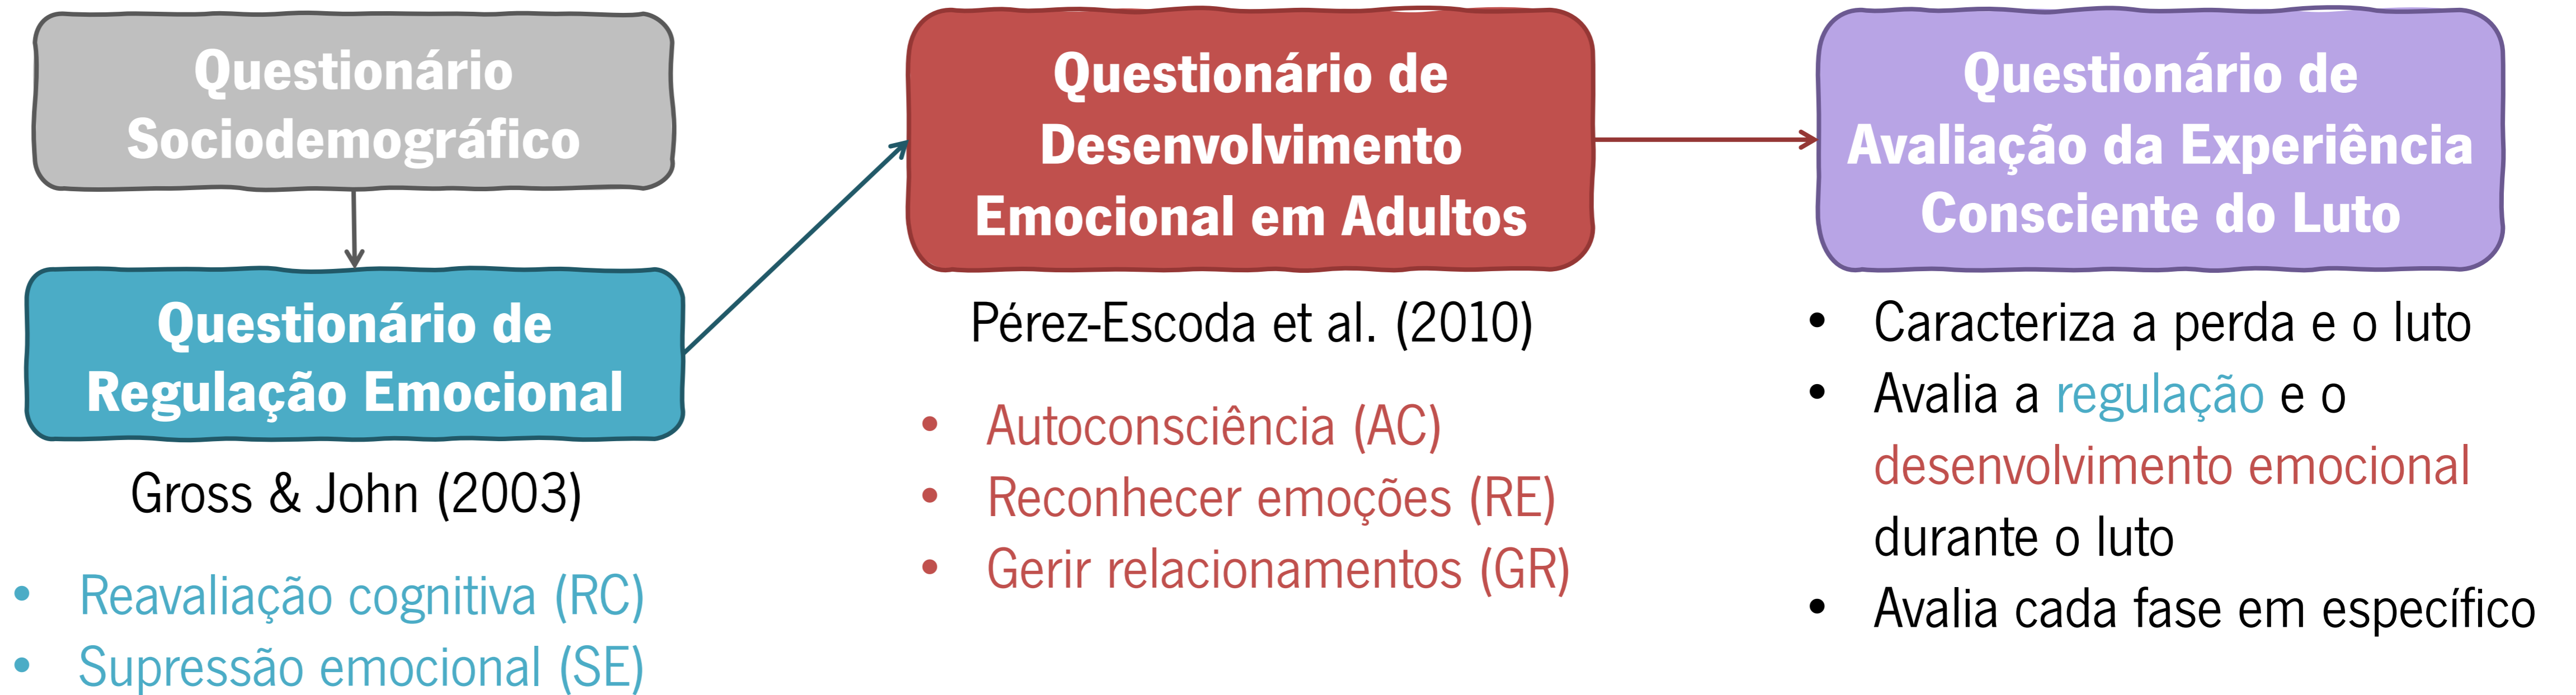 Questionário
Sociodemográfico
Questionário de
Regulação Emocional
Gross & John (2003)
• Reavaliação cognitiva (RC)
• Supressão emocional (SE)
Questionário de
Desenvolvimento
Emocional em Adultos
Pérez-Escoda et al. (2010)
• Autoconsciência (AC)
• Reconhecer emoções (RE)
• Gerir relacionamentos (GR)
Questionário de
Avaliação da Experiência
Consciente do Luto
• Caracteriza a perda e o luto
• Avalia a regulação e o
desenvolvimento emocional
durante o luto
• Avalia cada fase em específico